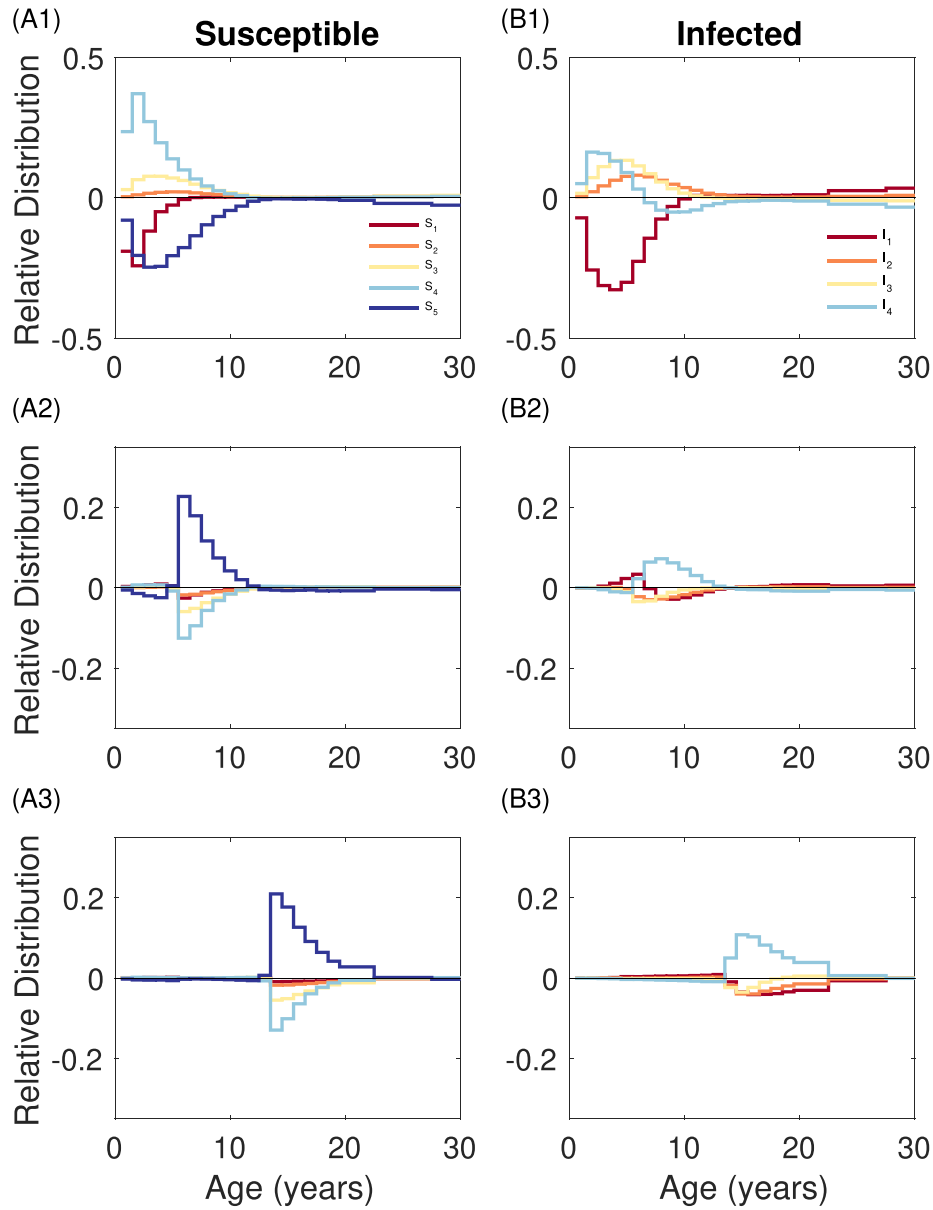 (A1)
Susceptible
(B1)
Infected
Relative Distribution
0.5
0
-0.5
0 10 20 30
S1
S2
S3
S4
S5
0.5
0
-0.5
0 10 20 30
I1
I2
I3
I4
(A2)
(B2)
Relative Distribution
0.2
0
-0.2
0 10 20 30
0.2
0
-0.2
0 10 20 30
(A3)
(B3)
Relative Distribution
0.2
0
-0.2
0 10 20 30
Age (years)
0.2
0
-0.2
0 10 20 30
Age (years)